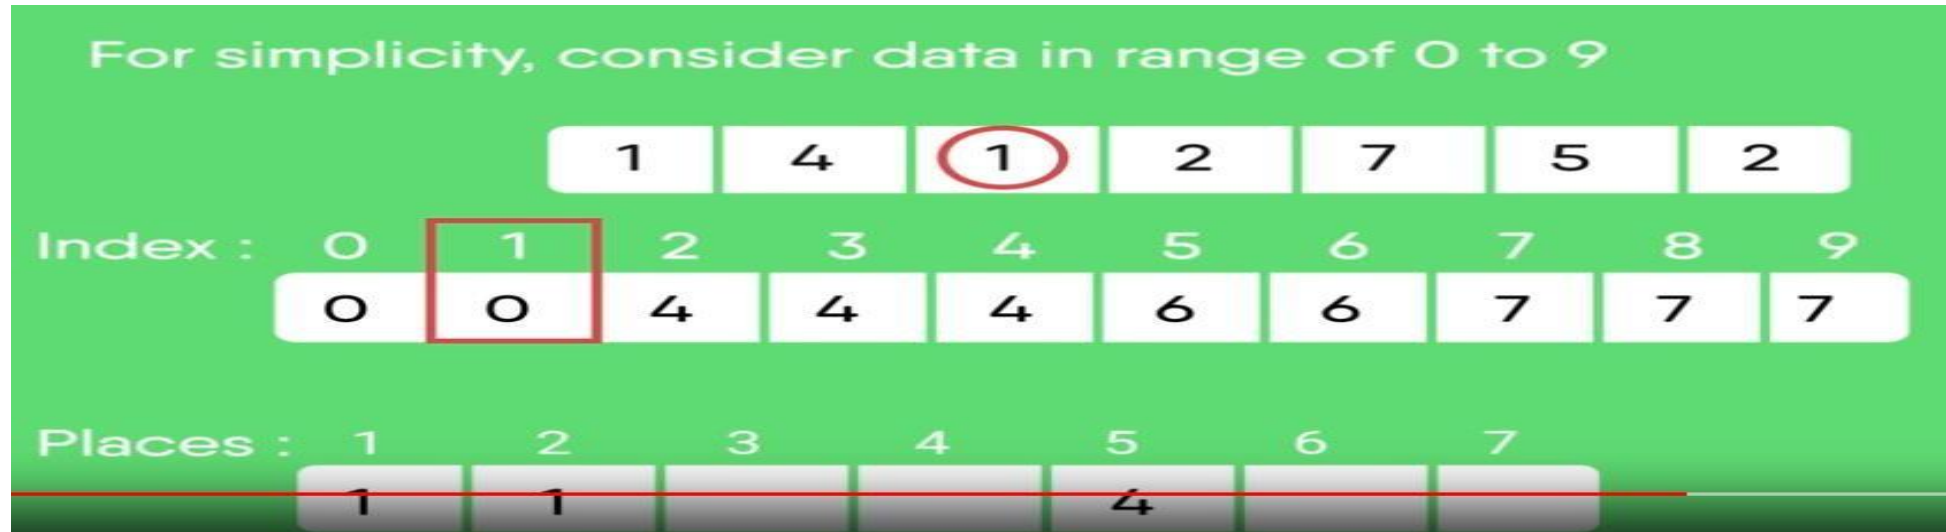 For simplicity, consider data in range of 0 to 9
1 4 1 2 7 5 2
Index : 0 1 2 3 4 5 6 7 8 9
0 0 4 4 4 6 6 7 7 7
Places : 1 2 3 4 5 6 7
1 1 4